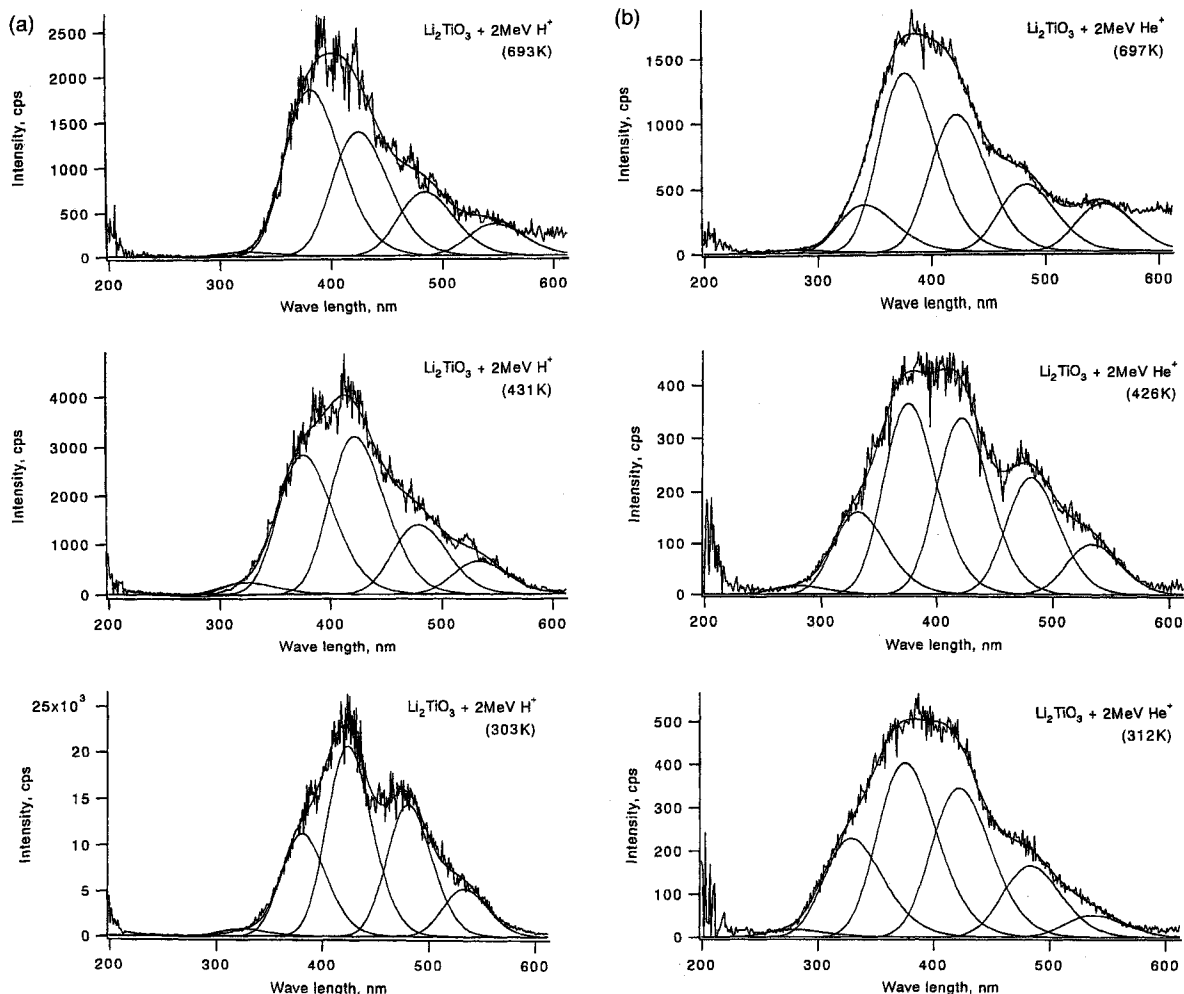 (a)
Li2TiO3 + 2MeV H+
(693K)
Intensity, cps
2500
2000
1500
1000
500
0
200 300 400 500 600
Wave length, nm
(b)
Li2TiO3 + 2MeV He+
(697K)
Intensity, cps
1500
1000
500
0
200 300 400 500 600
Wave length, nm
Li2TiO3 + 2MeV H+
(431K)
Intensity, cps
4000
3000
2000
1000
0
200 300 400 500 600
Wave length, nm
Li2TiO3 + 2MeV He+
(426K)
Intensity, cps
400
300
200
100
0
200 300 400 500 600
Wave length, nm
Li2TiO3 + 2MeV H+
(303K)
Intensity, cps
25x10³
20
15
10
5
0
200 300 400 500 600
Wave length, nm
Li2TiO3 + 2MeV He+
(312K)
Intensity, cps
500
400
300
200
100
0
200 300 400 500 600
Wave length, nm